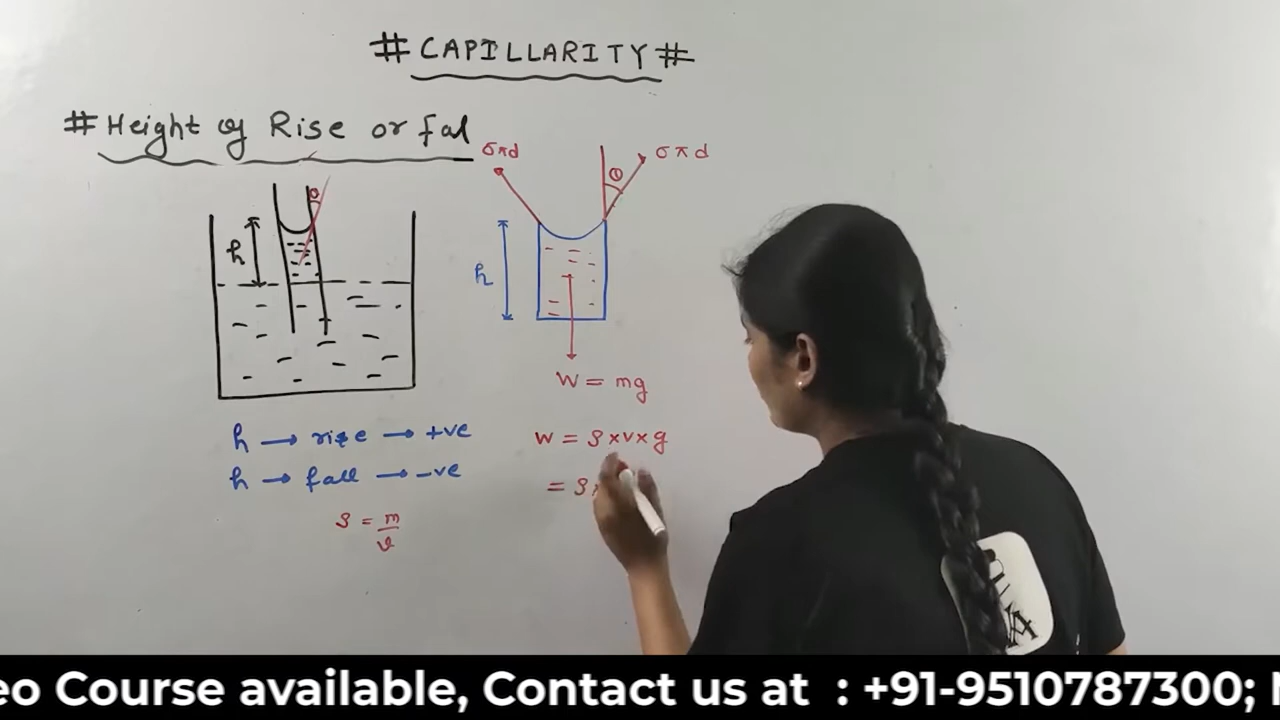 # CAPILLARITY #
# Height of Rise or fal
σπd
θ
σπd
θ
h
h
W = mg
h → rise → +ve
h → fall → -ve
W = ρ×v×g
= ρ
ρ = m/v
eo Course available, Contact us at : +91-9510787300;